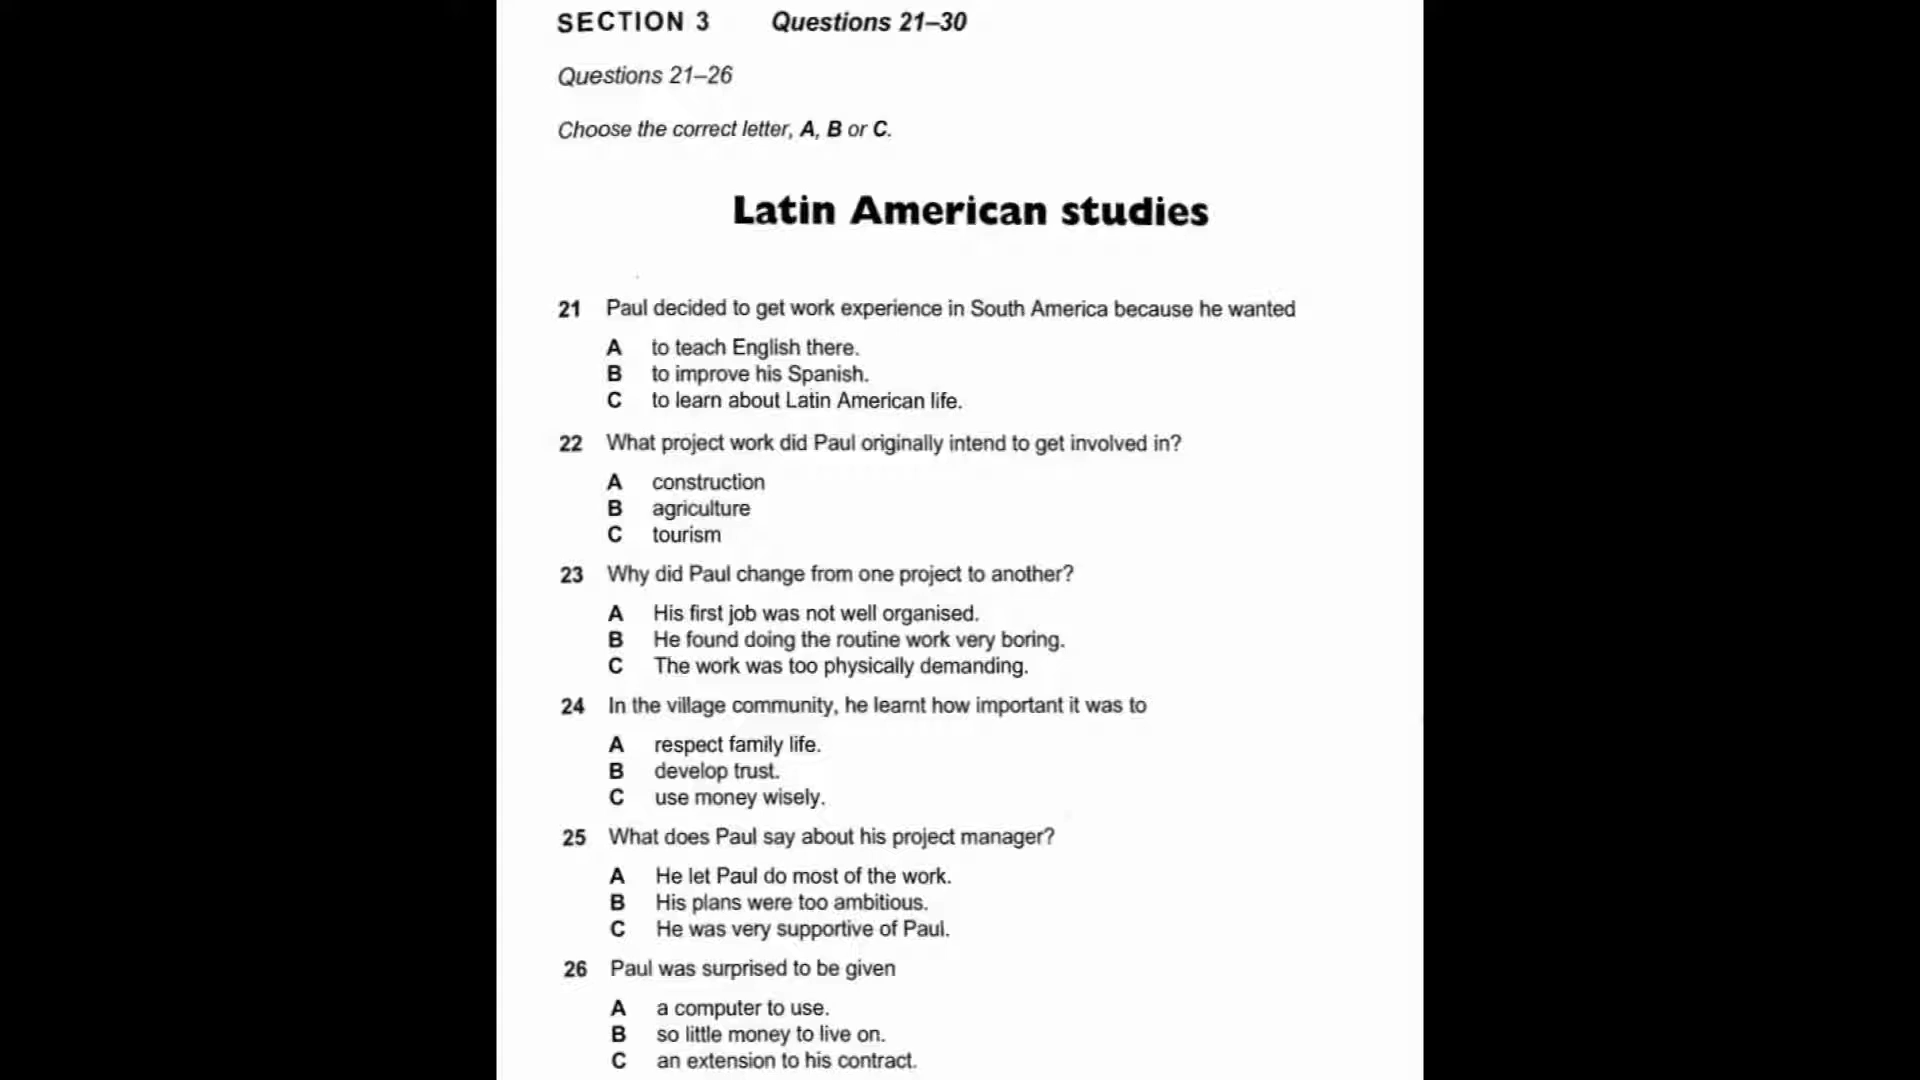 SECTION 3 Questions 21–30
Questions 21–26
Choose the correct letter, A, B or C.
Latin American studies
21 Paul decided to get work experience in South America because he wanted
A to teach English there.
B to improve his Spanish.
C to learn about Latin American life.
22 What project work did Paul originally intend to get involved in?
A construction
B agriculture
C tourism
23 Why did Paul change from one project to another?
A His first job was not well organised.
B He found doing the routine work very boring.
C The work was too physically demanding.
24 In the village community, he learnt how important it was to
A respect family life.
B develop trust.
C use money wisely.
25 What does Paul say about his project manager?
A He let Paul do most of the work.
B His plans were too ambitious.
C He was very supportive of Paul.
26 Paul was surprised to be given
A a computer to use.
B so little money to live on.
C an extension to his contract.